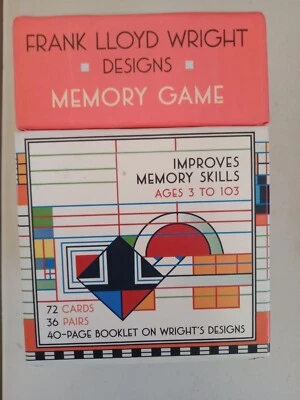 FRANK LLOYD WRIGHT
DESIGNS
MEMORY GAME
IMPROVES
MEMORY SKILLS
AGES 3 TO 103
72 CARDS
36 PAIRS
40-PAGE BOOKLET ON WRIGHT'S DESIGNS